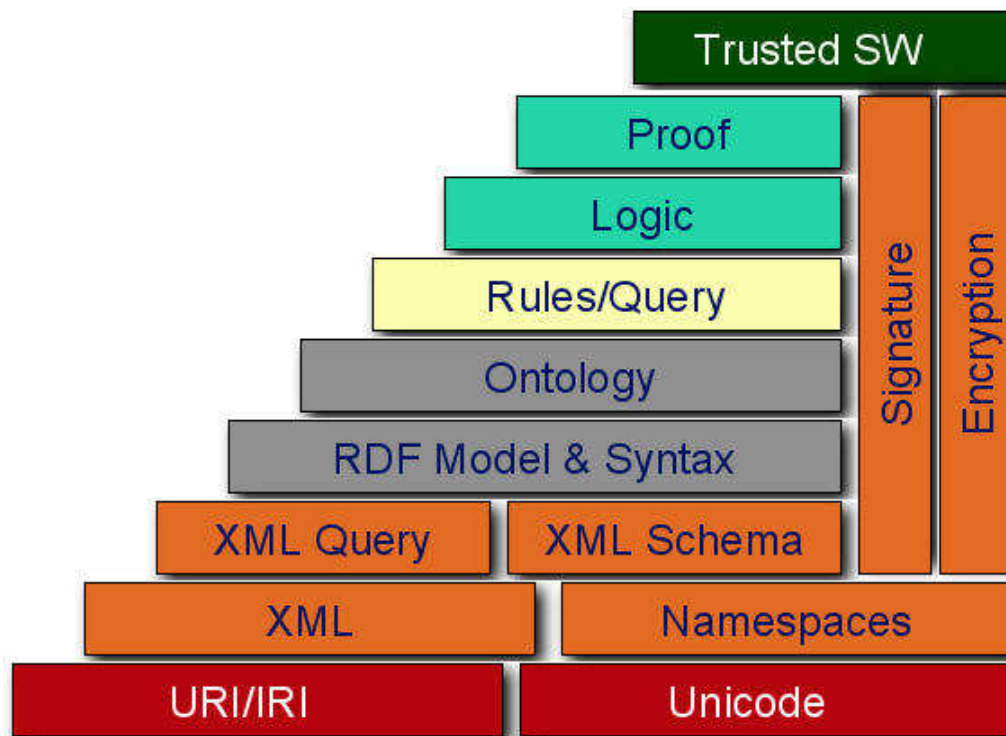 Trusted SW
Proof
Logic
Rules/Query
Ontology
RDF Model & Syntax
Signature
Encryption
XML Query
XML Schema
XML
Namespaces
URI/IRI
Unicode